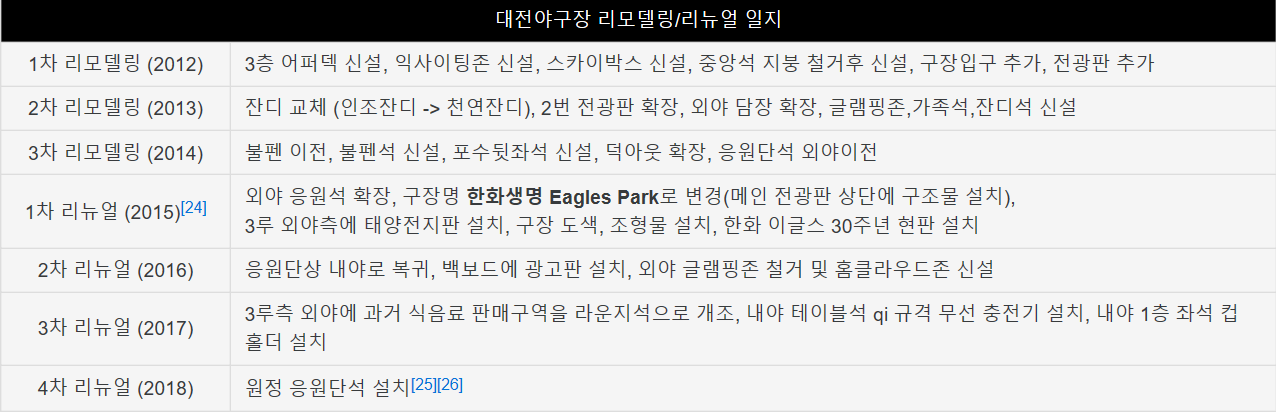 대전야구장 리모델링/리뉴얼 일지
1차 리모델링 (2012)
3층 어퍼덱 신설, 익사이팅존 신설, 스카이박스 신설, 중앙석 지붕 철거후 신설, 구장입구 추가, 전광판 추가
2차 리모델링 (2013)
잔디 교체 (인조잔디 -> 천연잔디), 2번 전광판 확장, 외야 담장 확장, 글램핑존,가족석,잔디석 신설
3차 리모델링 (2014)
불펜 이전, 불펜석 신설, 포수뒷좌석 신설, 덕아웃 확장, 응원단석 외야이전
1차 리뉴얼 (2015)[24]
외야 응원석 확장, 구장명 한화생명 Eagles Park로 변경(메인 전광판 상단에 구조물 설치),
3루 외야측에 태양전지판 설치, 구장 도색, 조형물 설치, 한화 이글스 30주년 현판 설치
2차 리뉴얼 (2016)
응원단상 내야로 복귀, 백보드에 광고판 설치, 외야 글램핑존 철거 및 홈클라우드존 신설
3차 리뉴얼 (2017)
3루측 외야에 과거 식음료 판매구역을 라운지석으로 개조, 내야 테이블석 qi 규격 무선 충전기 설치, 내야 1층 좌석 컵
홀더 설치
4차 리뉴얼 (2018)
원정 응원단석 설치[25][26]